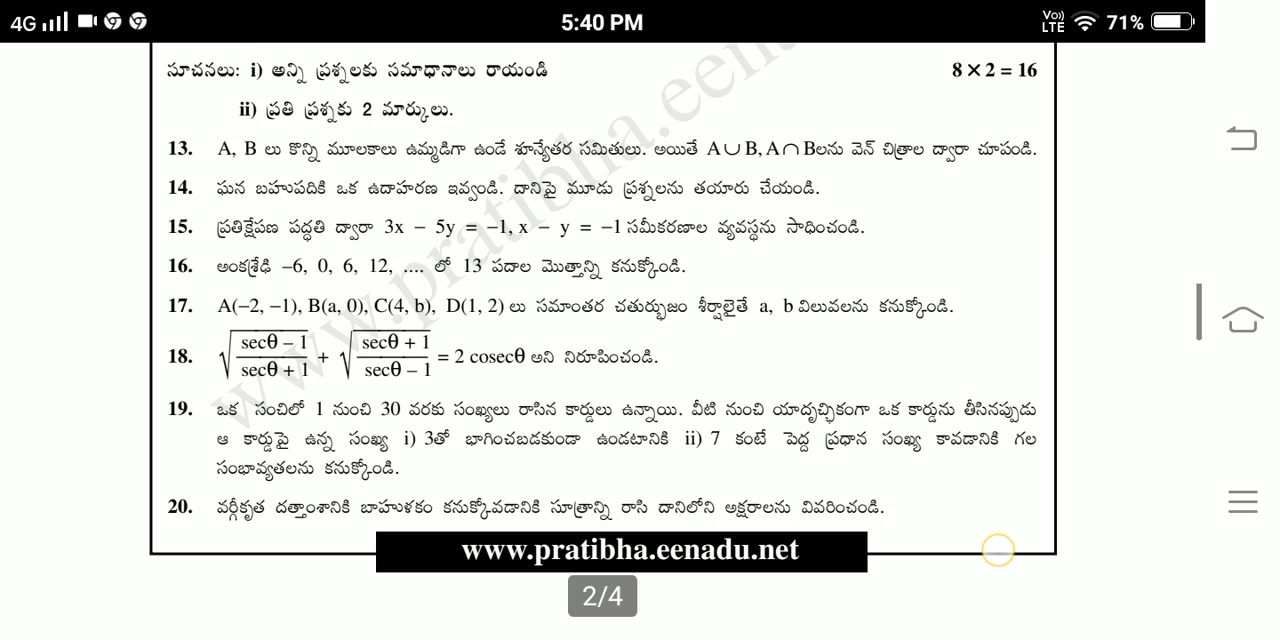 4G 5:40 PM Vo) LTE 71%
సూచనలు: i) అన్ని ప్రశ్నలకు సమాధానాలు రాయండి 8 × 2 = 16
ii) ప్రతి ప్రశ్నకు 2 మార్కులు.
13. A, B లు కొన్ని మూలకాలు ఉమ్మడిగా ఉండే శూన్యేతర సమితులు. అయితే A∪B, A∩Bలను వెన్ చిత్రాల ద్వారా చూపండి.
14. ఘన బహుపదికి ఒక ఉదాహరణ ఇవ్వండి. దానిపై మూడు ప్రశ్నలను తయారు చేయండి.
15. ప్రతిక్షేపణ పద్ధతి ద్వారా 3x – 5y = –1, x – y = –1 సమీకరణాల వ్యవస్థను సాధించండి.
16. అంకశ్రేఢి –6, 0, 6, 12, .... లో 13 పదాల మొత్తాన్ని కనుక్కోండి.
17. A(–2, –1), B(a, 0), C(4, b), D(1, 2) లు సమాంతర చతుర్భుజం శీర్షాలైతే a, b విలువలను కనుక్కోండి.
18. √((secθ – 1)/(secθ + 1)) + √((secθ + 1)/(secθ – 1)) = 2 cosecθ అని నిరూపించండి.
19. ఒక సంచిలో 1 నుంచి 30 వరకు సంఖ్యలు రాసిన కార్డులు ఉన్నాయి. వీటి నుంచి యాదృచ్ఛికంగా ఒక కార్డును తీసినప్పుడు
ఆ కార్డుపై ఉన్న సంఖ్య i) 3తో భాగించబడకుండా ఉండటానికి ii) 7 కంటే పెద్ద ప్రధాన సంఖ్య కావడానికి గల
సంభావ్యతలను కనుక్కోండి.
20. వర్గీకృత దత్తాంశానికి బాహుళకం కనుక్కోవడానికి సూత్రాన్ని రాసి దానిలోని అక్షరాలను వివరించండి.
www.pratibha.eena
www.pratibha.eenadu.net
2/4